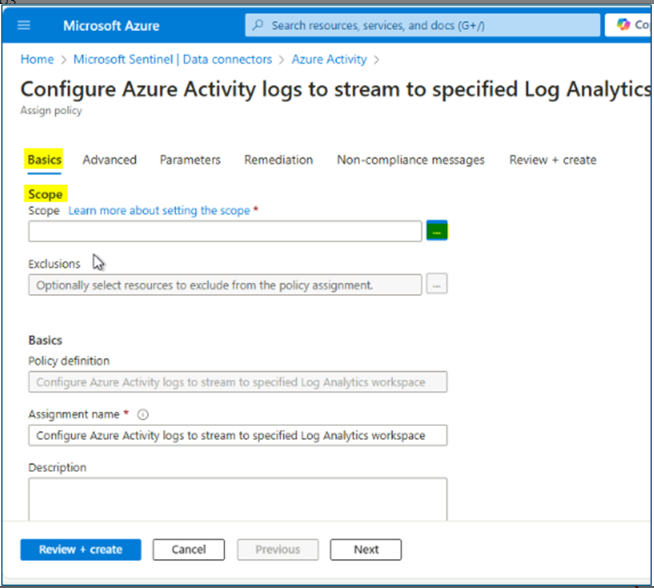 Microsoft Azure
Search resources, services, and docs (G+/)
Co
Home > Microsoft Sentinel | Data connectors > Azure Activity >
Configure Azure Activity logs to stream to specified Log Analytics
Assign policy
Basics Advanced Parameters Remediation Non-compliance messages Review + create
Scope
Scope Learn more about setting the scope *
...
Exclusions
Optionally select resources to exclude from the policy assignment.
...
Basics
Policy definition
Configure Azure Activity logs to stream to specified Log Analytics workspace
Assignment name *
Configure Azure Activity logs to stream to specified Log Analytics workspace
Description
Review + create Cancel Previous Next